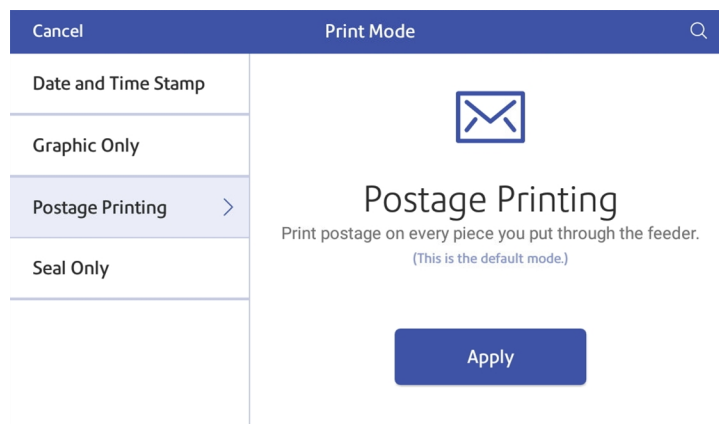 Cancel
Print Mode
Date and Time Stamp
Graphic Only
Postage Printing
Seal Only
Postage Printing
Print postage on every piece you put through the feeder.
(This is the default mode.)
Apply